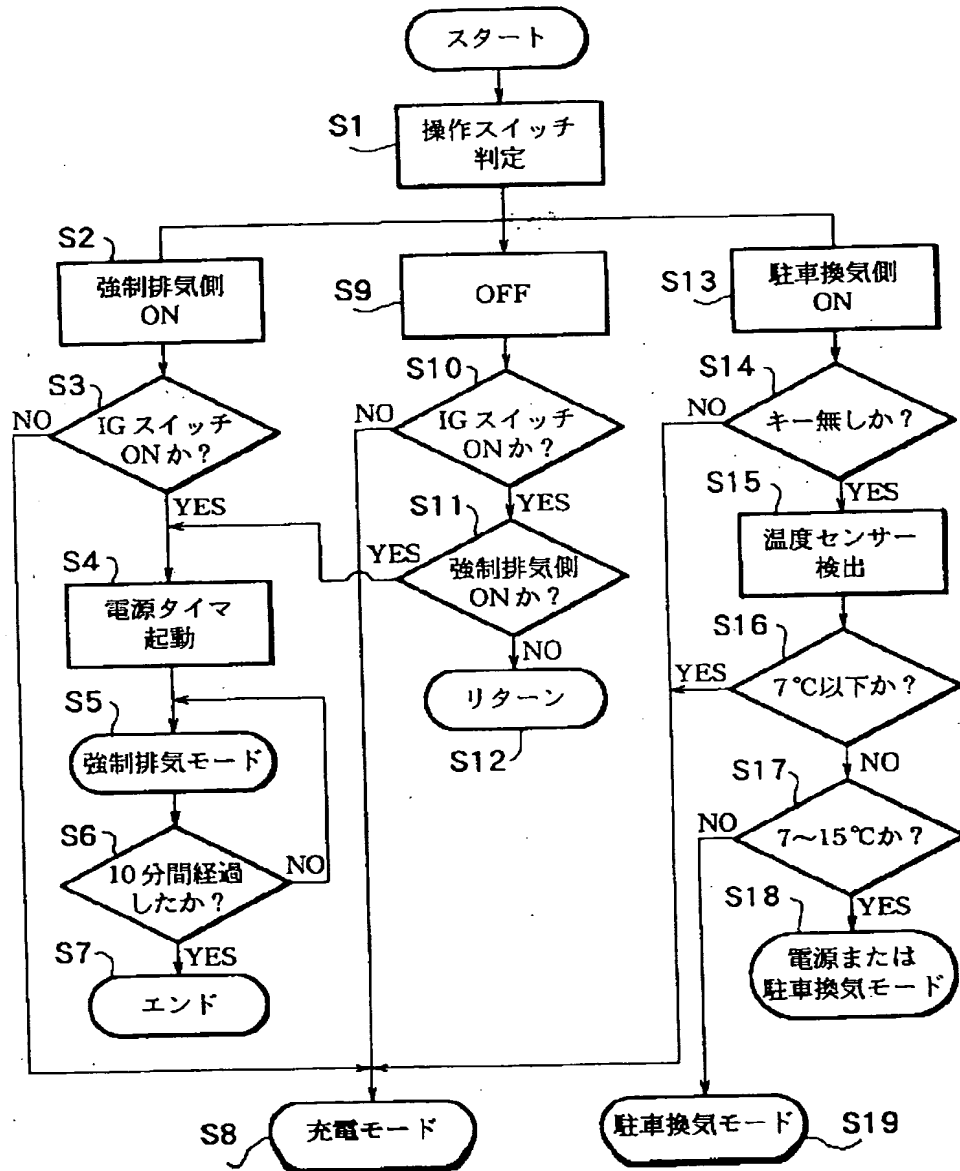 スタート
S1
操作スイッチ
判定
S2
強制排気側
ON
S9
OFF
S13
駐車換気側
ON
S3
NO
IGスイッチ
ONか？
YES
S10
NO
IGスイッチ
ONか？
YES
S14
NO
キー無しか？
YES
S11
YES
強制排気側
ONか？
NO
S15
温度センサー
検出
S4
電源タイマ
起動
S12
リターン
S16
YES
7℃以下か？
NO
S5
強制排気モード
S17
NO
7～15℃か？
YES
S6
10分間経過
したか？
NO
YES
S18
電源または
駐車換気モード
S7
エンド
S8
充電モード
駐車換気モード
S19